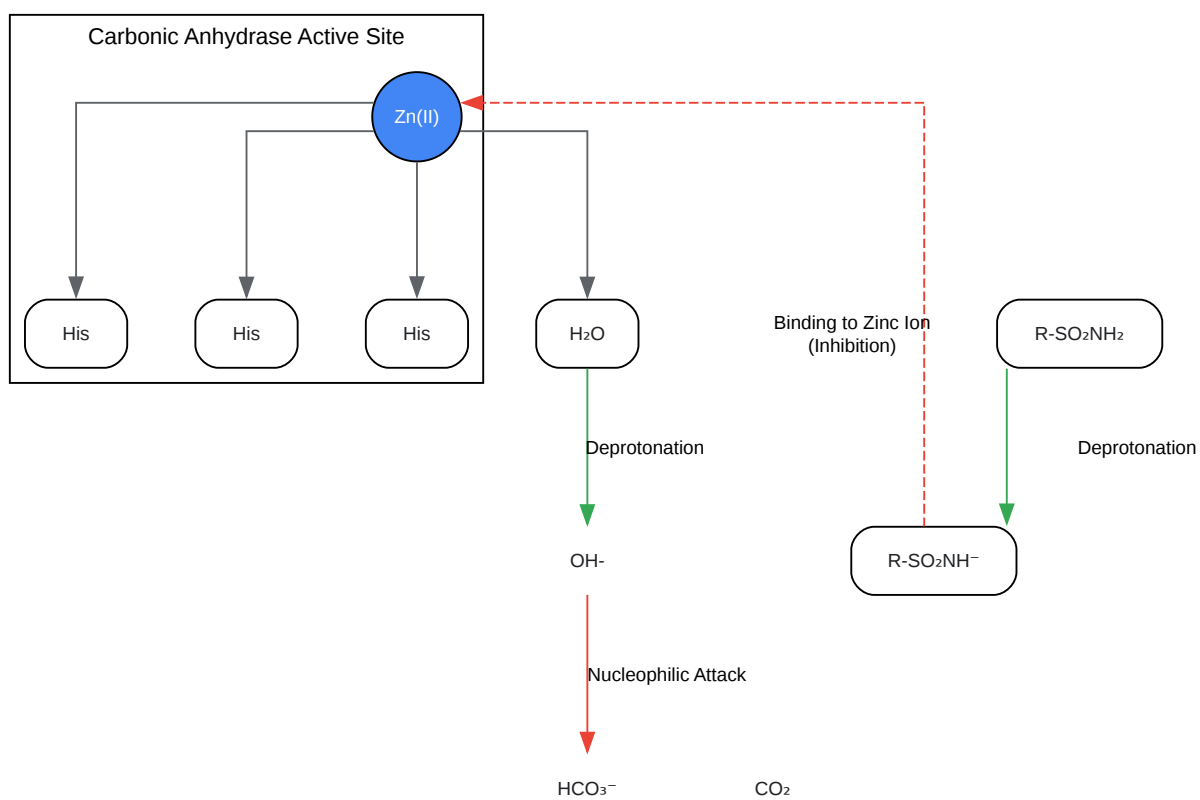 Carbonic Anhydrase Active Site
Zn(II)
His
His
His
H₂O
Binding to Zinc Ion
(Inhibition)
R-SO₂NH₂
Deprotonation
Deprotonation
OH-
R-SO₂NH⁻
Nucleophilic Attack
HCO₃⁻
CO₂